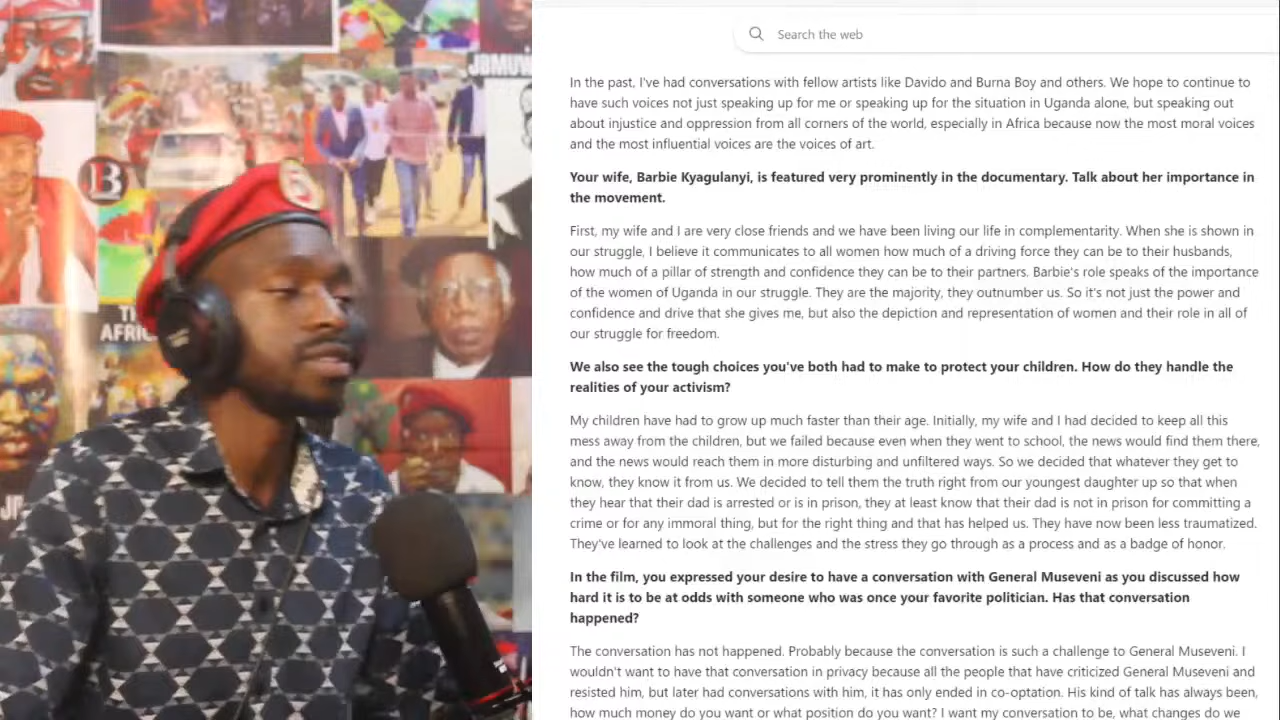 JBMUW
B
TH
AFRIC
JF
Search the web
In the past, I've had conversations with fellow artists like Davido and Burna Boy and others. We hope to continue to
have such voices not just speaking up for me or speaking up for the situation in Uganda alone, but speaking out
about injustice and oppression from all corners of the world, especially in Africa because now the most moral voices
and the most influential voices are the voices of art.
Your wife, Barbie Kyagulanyi, is featured very prominently in the documentary. Talk about her importance in
the movement.
First, my wife and I are very close friends and we have been living our life in complementarity. When she is shown in
our struggle, I believe it communicates to all women how much of a driving force they can be to their husbands,
how much of a pillar of strength and confidence they can be to their partners. Barbie's role speaks of the importance
of the women of Uganda in our struggle. They are the majority, they outnumber us. So it's not just the power and
confidence and drive that she gives me, but also the depiction and representation of women and their role in all of
our struggle for freedom.
We also see the tough choices you've both had to make to protect your children. How do they handle the
realities of your activism?
My children have had to grow up much faster than their age. Initially, my wife and I had decided to keep all this
mess away from the children, but we failed because even when they went to school, the news would find them there,
and the news would reach them in more disturbing and unfiltered ways. So we decided that whatever they get to
know, they know it from us. We decided to tell them the truth right from our youngest daughter up so that when
they hear that their dad is arrested or is in prison, they at least know that their dad is not in prison for committing a
crime or for any immoral thing, but for the right thing and that has helped us. They have now been less traumatized.
They've learned to look at the challenges and the stress they go through as a process and as a badge of honor.
In the film, you expressed your desire to have a conversation with General Museveni as you discussed how
hard it is to be at odds with someone who was once your favorite politician. Has that conversation
happened?
The conversation has not happened. Probably because the conversation is such a challenge to General Museveni. I
wouldn't want to have that conversation in privacy because all the people that have criticized General Museveni and
resisted him, but later had conversations with him, it has only ended in co-optation. His kind of talk has always been,
how much money do you want or what position do you want? I want my conversation to be, what changes do we